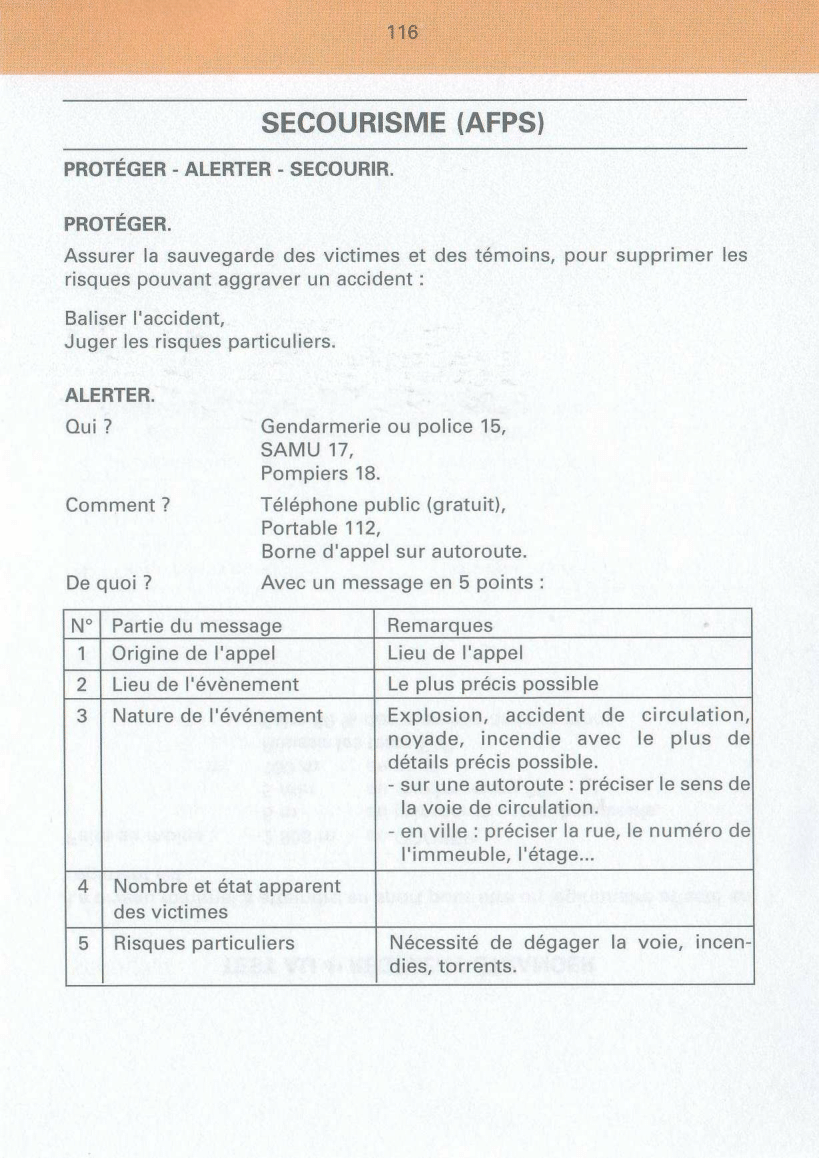 116
SECOURISME (AFPS)
PROTÉGER - ALERTER - SECOURIR.
PROTÉGER.
Assurer la sauvegarde des victimes et des témoins, pour supprimer les
risques pouvant aggraver un accident :
Baliser l'accident,
Juger les risques particuliers.
ALERTER.
Qui ? Gendarmerie ou police 15,
SAMU 17,
Pompiers 18.
Comment ? Téléphone public (gratuit),
Portable 112,
Borne d'appel sur autoroute.
De quoi ? Avec un message en 5 points :
N° Partie du message Remarques
1 Origine de l'appel Lieu de l'appel
2 Lieu de l'évènement Le plus précis possible
3 Nature de l'événement Explosion, accident de circulation,
noyade, incendie avec le plus de
détails précis possible.
- sur une autoroute : préciser le sens de
la voie de circulation.
- en ville : préciser la rue, le numéro de
l'immeuble, l'étage...
4 Nombre et état apparent
des victimes
5 Risques particuliers Nécessité de dégager la voie, incen-
dies, torrents.